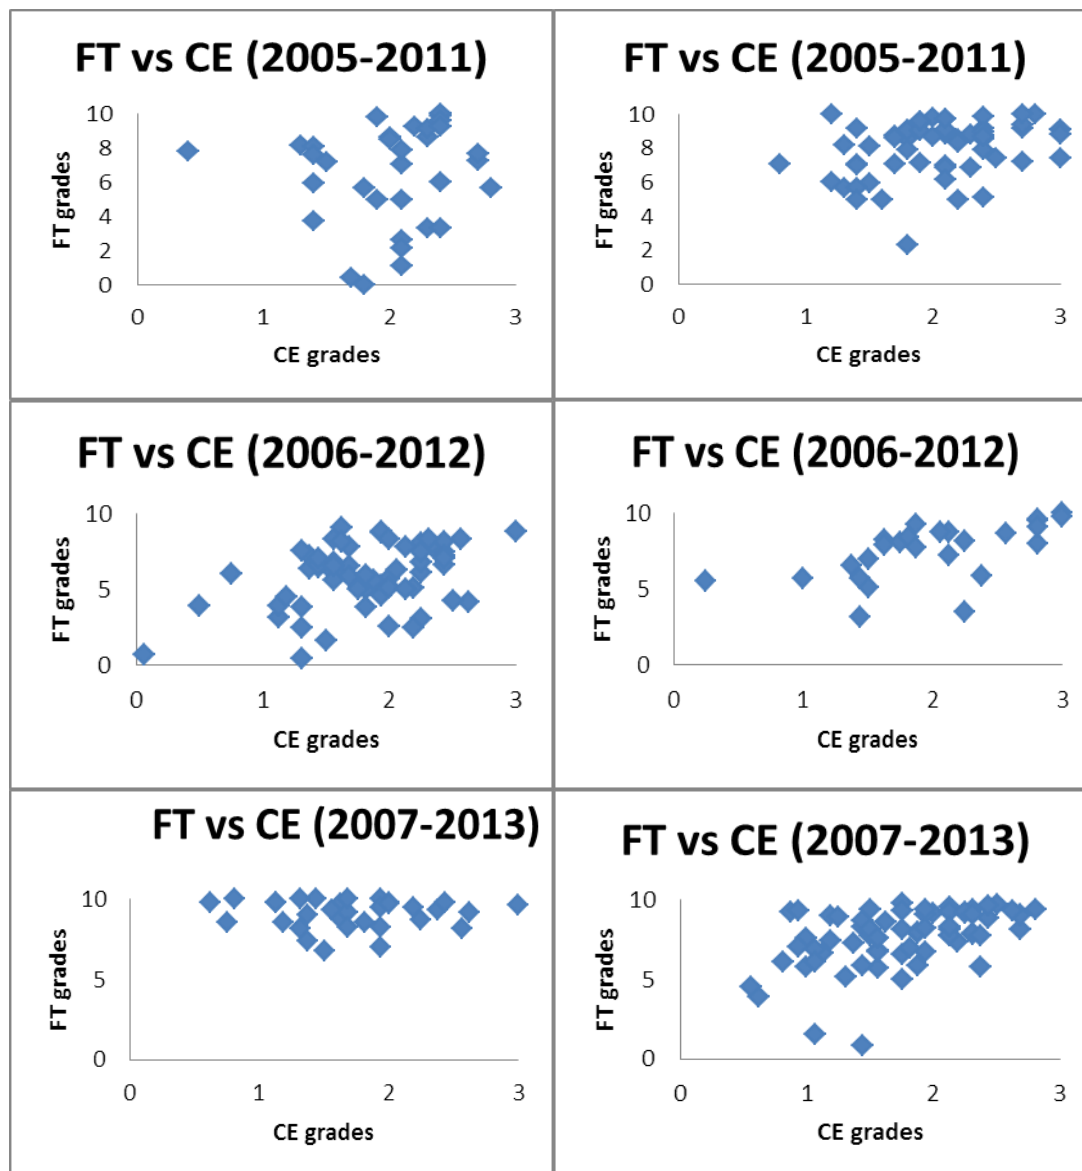 FT vs CE (2005-2011)
FT grades
10
8
6
4
2
0
0 1 2 3
CE grades
FT vs CE (2005-2011)
FT grades
10
8
6
4
2
0
0 1 2 3
CE grades
FT vs CE (2006-2012)
FT grades
10
5
0
0 1 2 3
CE grades
FT vs CE (2006-2012)
FT grades
10
5
0
0 1 2 3
CE grades
FT vs CE (2007-2013)
FT grades
10
5
0
0 1 2 3
CE grades
FT vs CE (2007-2013)
FT grades
10
5
0
0 1 2 3
CE grades